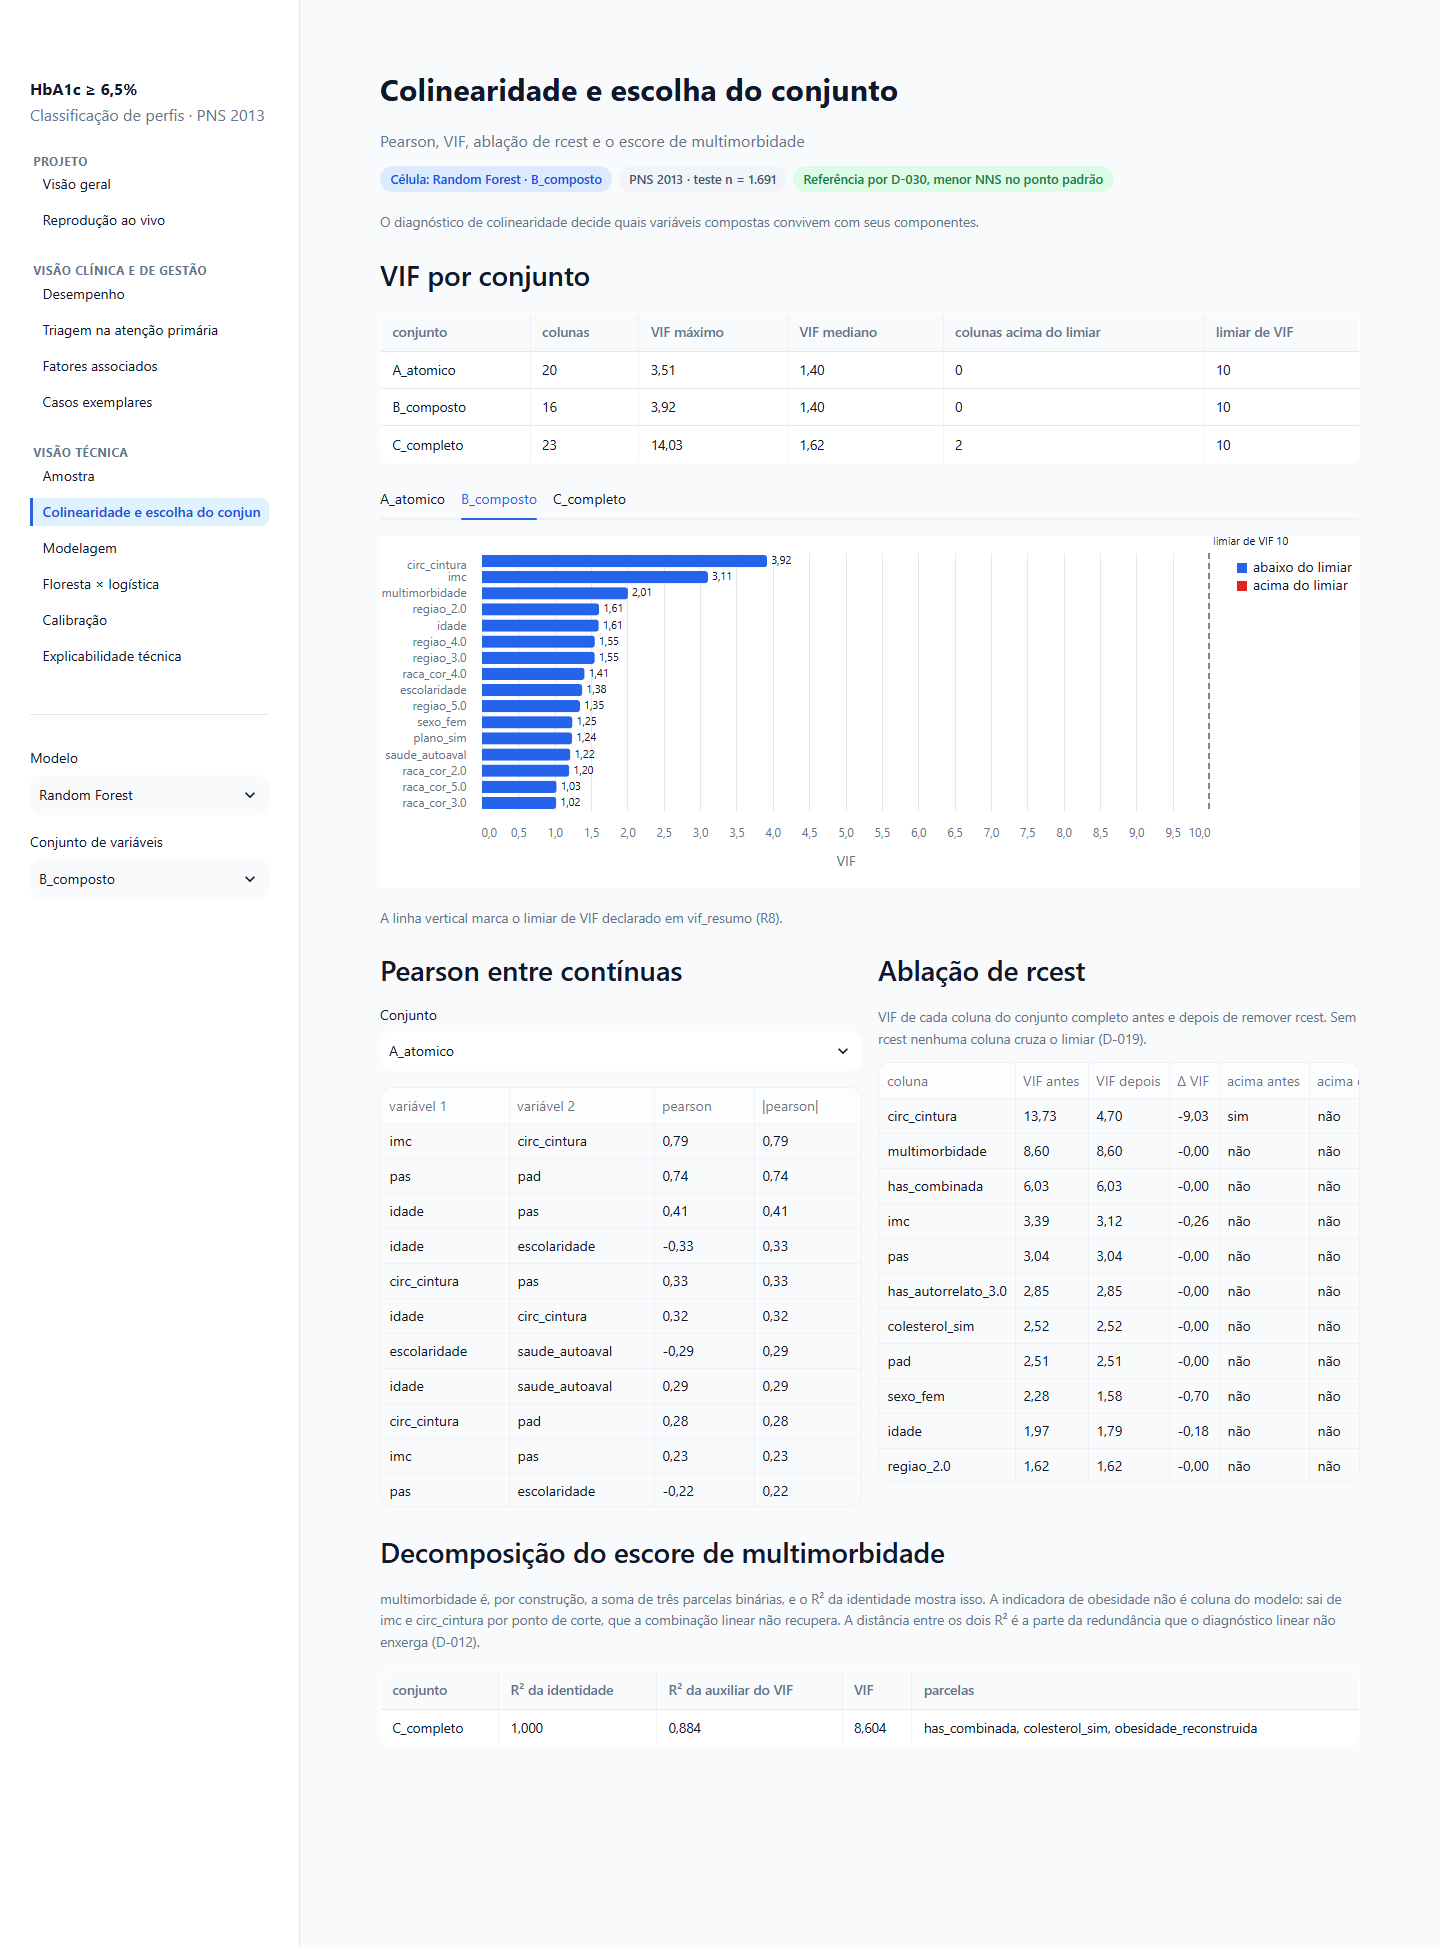 HbA1c ≥ 6,5%
Classificação de perfis · PNS 2013
PROJETO
Visão geral
Reprodução ao vivo
VISÃO CLÍNICA E DE GESTÃO
Desempenho
Triagem na atenção primária
Fatores associados
Casos exemplares
VISÃO TÉCNICA
Amostra
Colinearidade e escolha do conjun
Modelagem
Floresta × logística
Calibração
Explicabilidade técnica
Modelo
Random Forest
Conjunto de variáveis
B_composto
Colinearidade e escolha do conjunto
Pearson, VIF, ablação de rcest e o escore de multimorbidade
Célula: Random Forest · B_composto PNS 2013 · teste n = 1.691 Referência por D-030, menor NNS no ponto padrão
O diagnóstico de colinearidade decide quais variáveis compostas convivem com seus componentes.
VIF por conjunto
conjunto colunas VIF máximo VIF mediano colunas acima do limiar limiar de VIF
A_atomico 20 3,51 1,40 0 10
B_composto 16 3,92 1,40 0 10
C_completo 23 14,03 1,62 2 10
A_atomico B_composto C_completo
limiar de VIF 10
abaixo do limiar
acima do limiar
circ_cintura 3,92
imc 3,11
multimorbidade 2,01
regiao_2.0 1,61
idade 1,61
regiao_4.0 1,55
regiao_3.0 1,55
raca_cor_4.0 1,41
escolaridade 1,38
regiao_5.0 1,35
sexo_fem 1,25
plano_sim 1,24
saude_autoaval 1,22
raca_cor_2.0 1,20
raca_cor_5.0 1,03
raca_cor_3.0 1,02
0,0 0,5 1,0 1,5 2,0 2,5 3,0 3,5 4,0 4,5 5,0 5,5 6,0 6,5 7,0 7,5 8,0 8,5 9,0 9,5 10,0
VIF
A linha vertical marca o limiar de VIF declarado em vif_resumo (R8).
Pearson entre contínuas
Conjunto
A_atomico
variável 1 variável 2 pearson |pearson|
imc circ_cintura 0,79 0,79
pas pad 0,74 0,74
idade pas 0,41 0,41
idade escolaridade -0,33 0,33
circ_cintura pas 0,33 0,33
idade circ_cintura 0,32 0,32
escolaridade saude_autoaval -0,29 0,29
idade saude_autoaval 0,29 0,29
circ_cintura pad 0,28 0,28
imc pas 0,23 0,23
pas escolaridade -0,22 0,22
Ablação de rcest
VIF de cada coluna do conjunto completo antes e depois de remover rcest. Sem
rcest nenhuma coluna cruza o limiar (D-019).
coluna VIF antes VIF depois Δ VIF acima antes acima
circ_cintura 13,73 4,70 -9,03 sim não
multimorbidade 8,60 8,60 -0,00 não não
has_combinada 6,03 6,03 -0,00 não não
imc 3,39 3,12 -0,26 não não
pas 3,04 3,04 -0,00 não não
has_autorrelato_3.0 2,85 2,85 -0,00 não não
colesterol_sim 2,52 2,52 -0,00 não não
pad 2,51 2,51 -0,00 não não
sexo_fem 2,28 1,58 -0,70 não não
idade 1,97 1,79 -0,18 não não
regiao_2.0 1,62 1,62 -0,00 não não
Decomposição do escore de multimorbidade
multimorbidade é, por construção, a soma de três parcelas binárias, e o R² da identidade mostra isso. A indicadora de obesidade não é coluna do modelo: sai de
imc e circ_cintura por ponto de corte, que a combinação linear não recupera. A distância entre os dois R² é a parte da redundância que o diagnóstico linear não
enxerga (D-012).
conjunto R² da identidade R² da auxiliar do VIF VIF parcelas
C_completo 1,000 0,884 8,604 has_combinada, colesterol_sim, obesidade_reconstruida